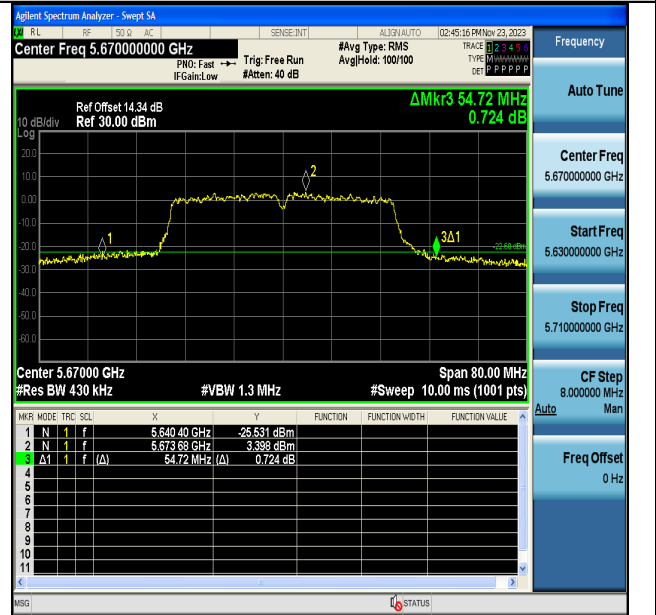 Agilent Spectrum Analyzer - Swept SA
RL RF 50 Ω AC SENSE:INT ALIGN AUTO 02:45:16 PM Nov 23, 2023
Center Freq 5.670000000 GHz #Avg Type: RMS TRACE 1 2 3 4 5 6
PNO: Fast Trig: Free Run Avg|Hold: 100/100 TYPE M
IFGain:Low #Atten: 40 dB DET P P P P P P
Frequency
Auto Tune
Center Freq
5.670000000 GHz
Start Freq
5.630000000 GHz
Stop Freq
5.710000000 GHz
CF Step
8.000000 MHz
Auto Man
Freq Offset
0 Hz
ΔMkr3 54.72 MHz
0.724 dB
Ref Offset 14.34 dB
10 dB/div Ref 30.00 dBm
Log
20.0
10.0
0.00
-10.0
-20.0
-30.0
-40.0
-50.0
-60.0
1
2
3Δ1
-22.60 dBm
Center 5.67000 GHz Span 80.00 MHz
#Res BW 430 kHz #VBW 1.3 MHz #Sweep 10.00 ms (1001 pts)
MKR MODE TRC SCL X Y FUNCTION FUNCTION WIDTH FUNCTION VALUE
1 N 1 f 5.640 40 GHz -25.531 dBm
2 N 1 f 5.673 68 GHz 3.398 dBm
3 Δ1 1 f (Δ) 54.72 MHz (Δ) 0.724 dB
4
5
6
7
8
9
10
11
MSG STATUS